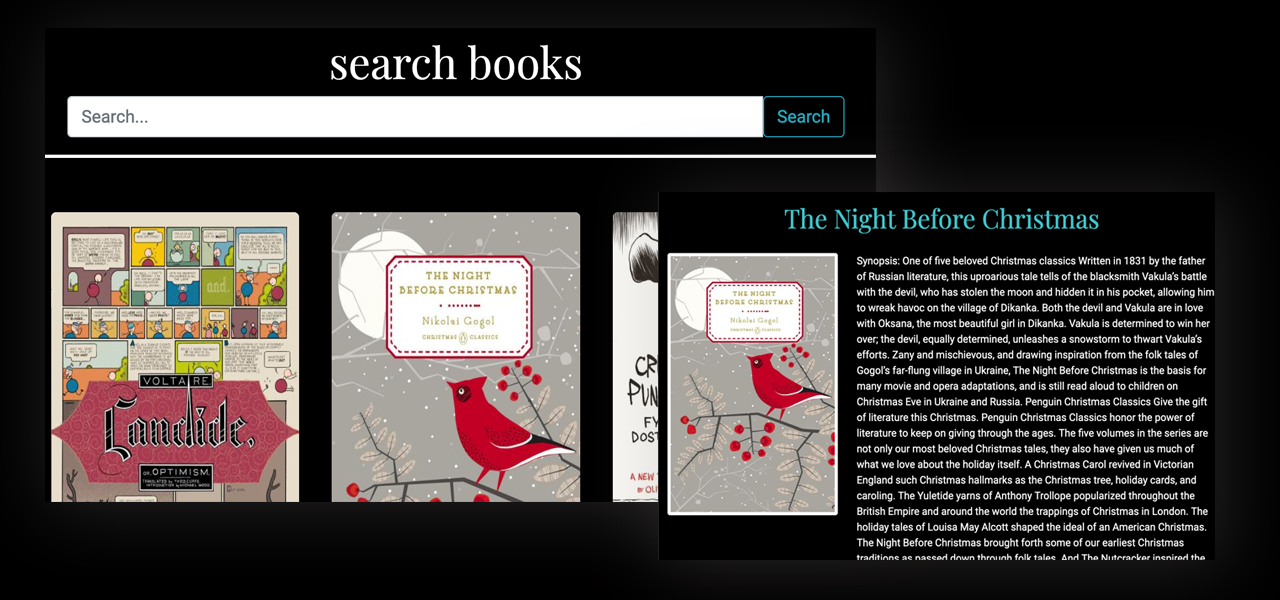 search books
Search...
Search
VOLTAIRE
Candide,
OR, OPTIMISM
TRANSLATED BY THEO CUFFE
INTRODUCTION BY MICHAEL WOOD
and.
THE NIGHT
BEFORE CHRISTMAS
Nikolai Gogol
CHRISTMAS CLASSICS
CR
PUN
FY
DOST
A NEW
BY OLI
The Night Before Christmas
THE NIGHT
BEFORE CHRISTMAS
Nikolai Gogol
CHRISTMAS CLASSICS
Synopsis: One of five beloved Christmas classics Written in 1831 by the father
of Russian literature, this uproarious tale tells of the blacksmith Vakula's battle
with the devil, who has stolen the moon and hidden it in his pocket, allowing him
to wreak havoc on the village of Dikanka. Both the devil and Vakula are in love
with Oksana, the most beautiful girl in Dikanka. Vakula is determined to win her
over; the devil, equally determined, unleashes a snowstorm to thwart Vakula's
efforts. Zany and mischievous, and drawing inspiration from the folk tales of
Gogol's far-flung village in Ukraine, The Night Before Christmas is the basis for
many movie and opera adaptations, and is still read aloud to children on
Christmas Eve in Ukraine and Russia. Penguin Christmas Classics Give the gift
of literature this Christmas. Penguin Christmas Classics honor the power of
literature to keep on giving through the ages. The five volumes in the series are
not only our most beloved Christmas tales, they also have given us much of
what we love about the holiday itself. A Christmas Carol revived in Victorian
England such Christmas hallmarks as the Christmas tree, holiday cards, and
caroling. The Yuletide yarns of Anthony Trollope popularized throughout the
British Empire and around the world the trappings of Christmas in London. The
holiday tales of Louisa May Alcott shaped the ideal of an American Christmas.
The Night Before Christmas brought forth some of our earliest Christmas
traditions as passed down through folk tales. And The Nutcracker inspired the